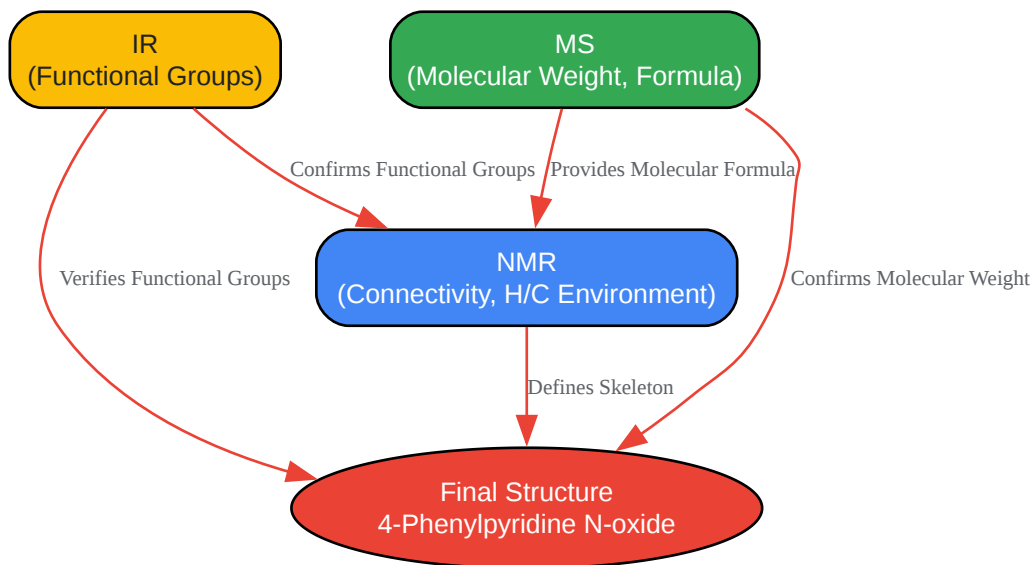 IR
(Functional Groups)
MS
(Molecular Weight, Formula)
Confirms Functional Groups
Provides Molecular Formula
NMR
(Connectivity, H/C Environment)
Verifies Functional Groups
Confirms Molecular Weight
Defines Skeleton
Final Structure
4-Phenylpyridine N-oxide